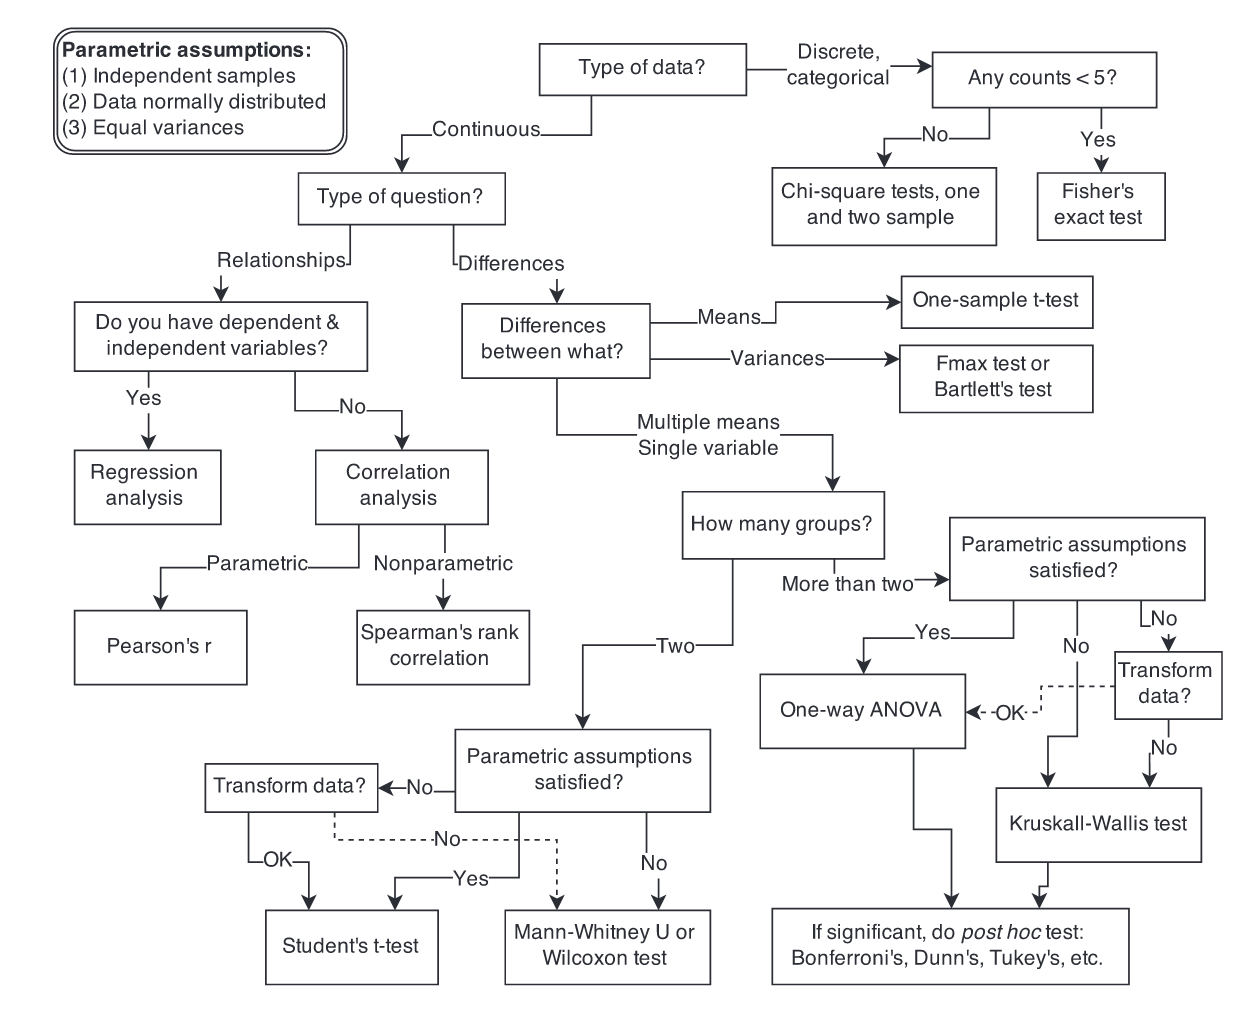 Parametric assumptions:
(1) Independent samples
(2) Data normally distributed
(3) Equal variances
Type of data?
Discrete,
categorical
Any counts < 5?
Continuous
No
Yes
Type of question?
Chi-square tests, one
and two sample
Fisher's
exact test
Relationships
Differences
Do you have dependent &
independent variables?
Differences
between what?
Means
One-sample t-test
Variances
Fmax test or
Bartlett's test
Yes
No
Multiple means
Single variable
Regression
analysis
Correlation
analysis
How many groups?
Parametric assumptions
satisfied?
Parametric
Nonparametric
More than two
Pearson's r
Spearman's rank
correlation
Two
Yes
No
No
Transform
data?
One-way ANOVA
OK
No
Parametric assumptions
satisfied?
Transform data?
No
Kruskall-Wallis test
No
OK
Yes
No
Student's t-test
Mann-Whitney U or
Wilcoxon test
If significant, do post hoc test:
Bonferroni's, Dunn's, Tukey's, etc.